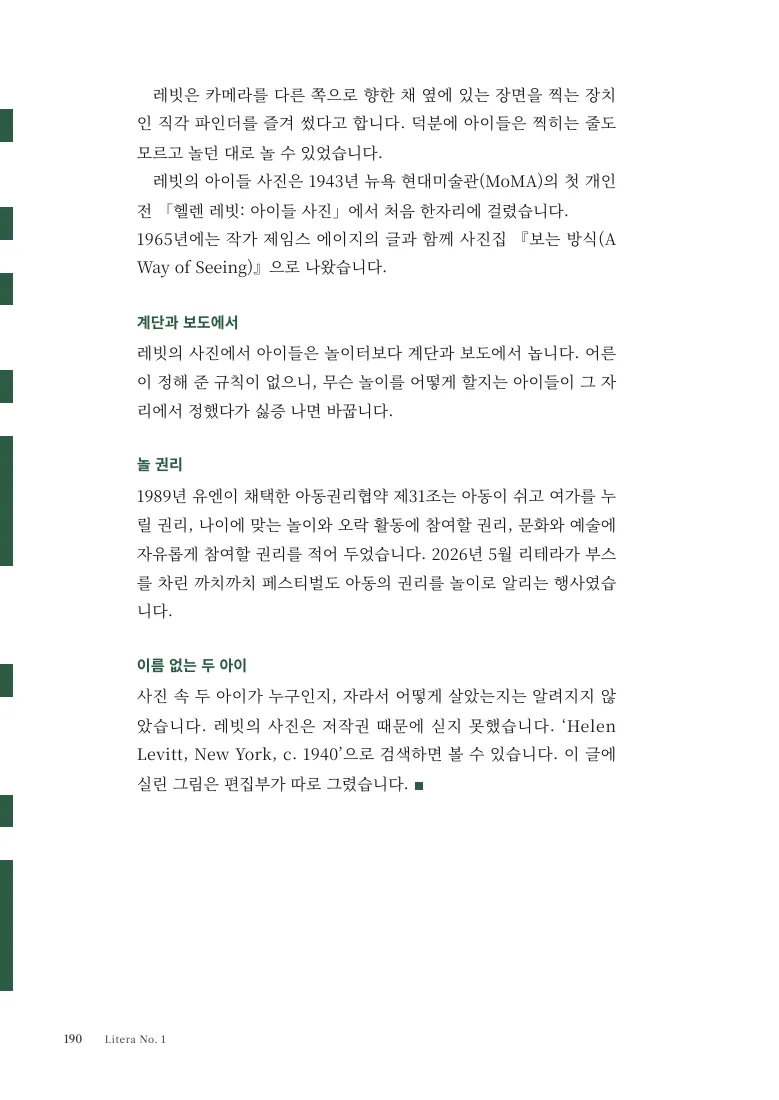 레빗은 카메라를 다른 쪽으로 향한 채 옆에 있는 장면을 찍는 장치
인 직각 파인더를 즐겨 썼다고 합니다. 덕분에 아이들은 찍히는 줄도
모르고 놀던 대로 놀 수 있었습니다.
레빗의 아이들 사진은 1943년 뉴욕 현대미술관(MoMA)의 첫 개인
전 「헬렌 레빗: 아이들 사진」에서 처음 한자리에 걸렸습니다.
1965년에는 작가 제임스 에이지의 글과 함께 사진집 『보는 방식(A
Way of Seeing)』으로 나왔습니다.
계단과 보도에서
레빗의 사진에서 아이들은 놀이터보다 계단과 보도에서 놉니다. 어른
이 정해 준 규칙이 없으니, 무슨 놀이를 어떻게 할지는 아이들이 그 자
리에서 정했다가 싫증 나면 바꿉니다.
놀 권리
1989년 유엔이 채택한 아동권리협약 제31조는 아동이 쉬고 여가를 누
릴 권리, 나이에 맞는 놀이와 오락 활동에 참여할 권리, 문화와 예술에
자유롭게 참여할 권리를 적어 두었습니다. 2026년 5월 리테라가 부스
를 차린 까치까치 페스티벌도 아동의 권리를 놀이로 알리는 행사였습
니다.
이름 없는 두 아이
사진 속 두 아이가 누구인지, 자라서 어떻게 살았는지는 알려지지 않
았습니다. 레빗의 사진은 저작권 때문에 싣지 못했습니다. ‘Helen
Levitt, New York, c. 1940’으로 검색하면 볼 수 있습니다. 이 글에
실린 그림은 편집부가 따로 그렸습니다. ■
190 Litera No. 1